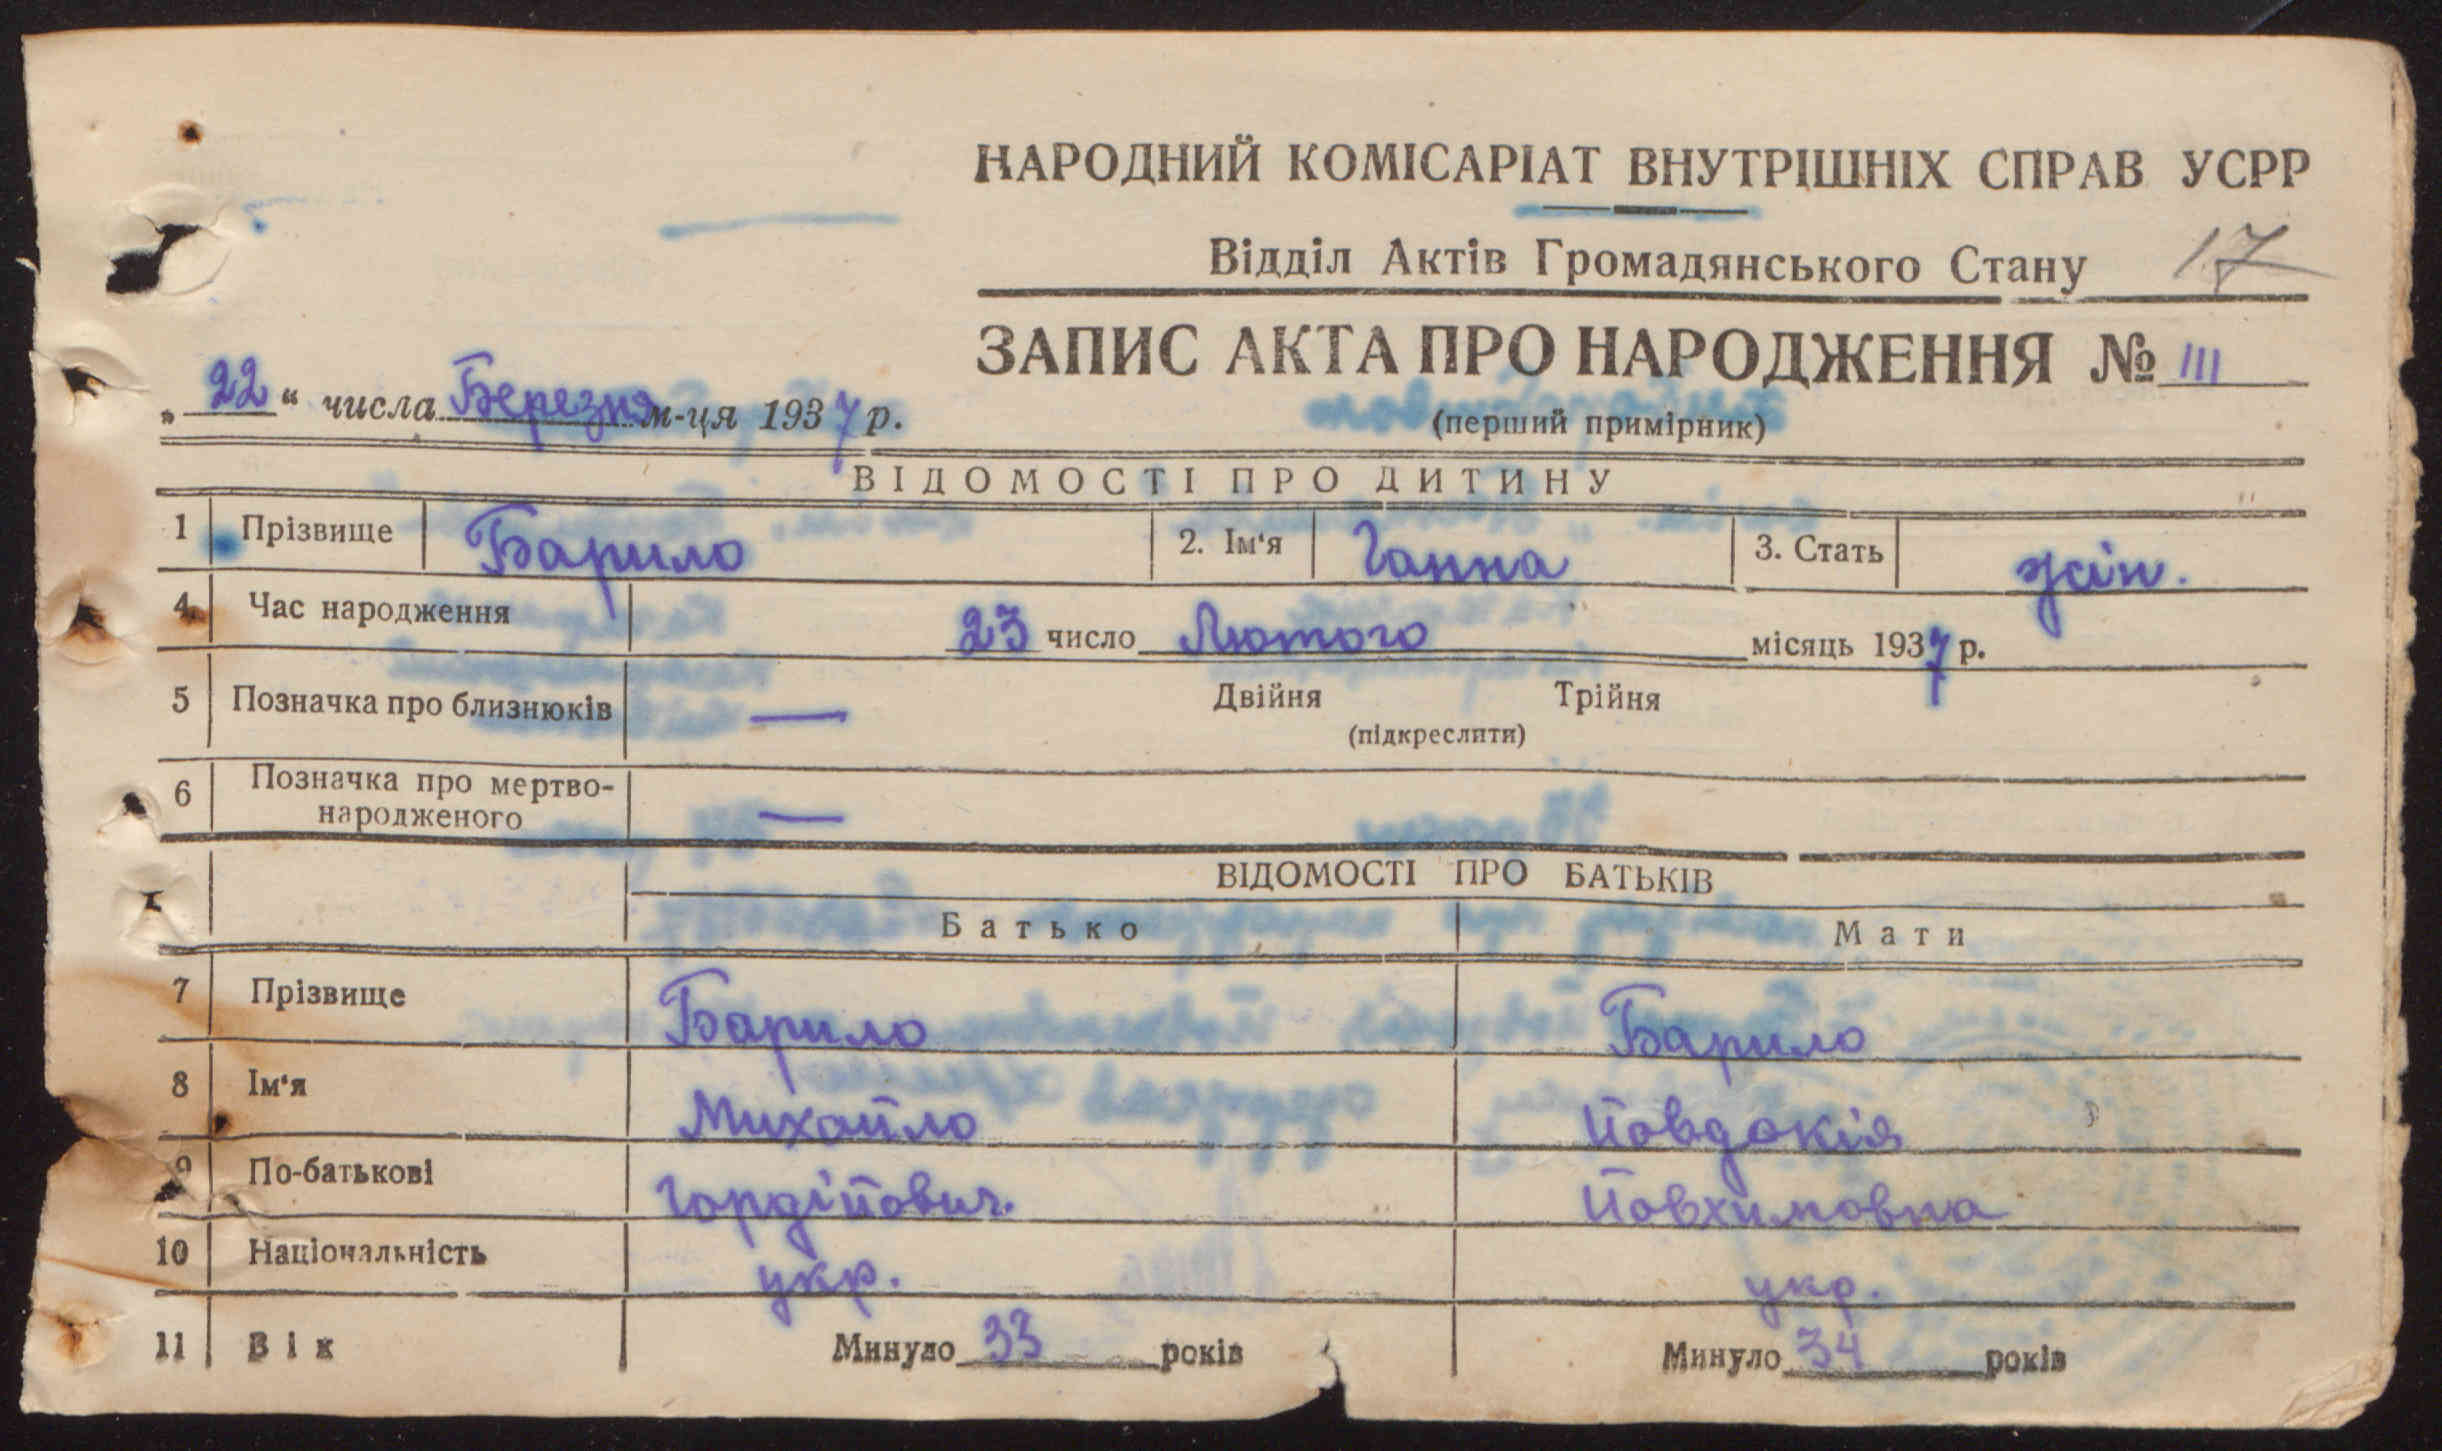 НАРОДНИЙ КОМІСАРІАТ ВНУТРІШНІХ СПРАВ УСРР
Відділ Актів Громадянського Стану 17
ЗАПИС АКТА ПРО НАРОДЖЕННЯ № 111
„22“ числа Березня м-ця 1937 р.
(перший примірник)
ВІДОМОСТІ ПРО ДИТИНУ
1 Прізвище Барило 2. Ім'я Ганна 3. Стать жін.
4 Час народження 23 число Лютого місяць 1937 р.
5 Позначка про близнюків — Двійня Трійня
(підкреслити)
6 Позначка про мертво-
народженого —
ВІДОМОСТІ ПРО БАТЬКІВ
Батько Мати
7 Прізвище Барило Барило
8 Ім'я Михайло Йовдокія
9 По-батькові Гордійович. Йовхимовна
10 Національність укр. укр.
11 Вік Минуло 33 років Минуло 34 років